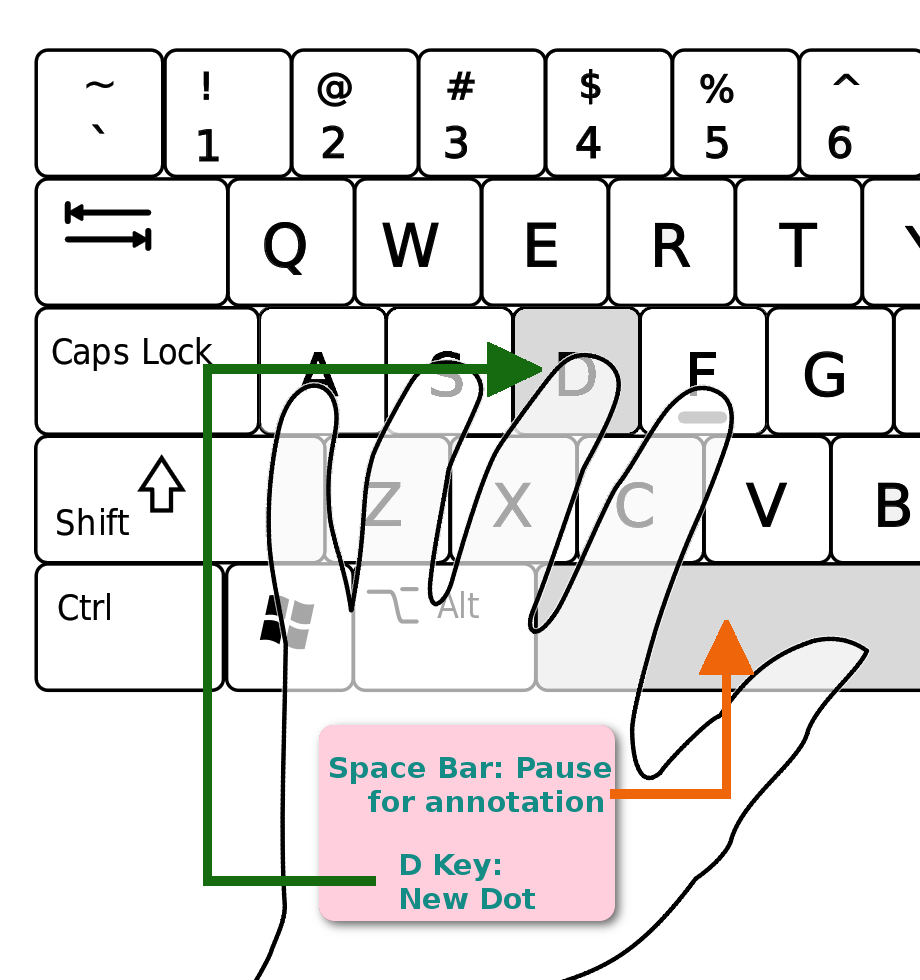 ~ ! @ # $ % ^
` 1 2 3 4 5 6
Q W E R T Y
Caps Lock A S D F G
Shift Z X C V B
Ctrl Alt
Space Bar: Pause
for annotation
D Key:
New Dot